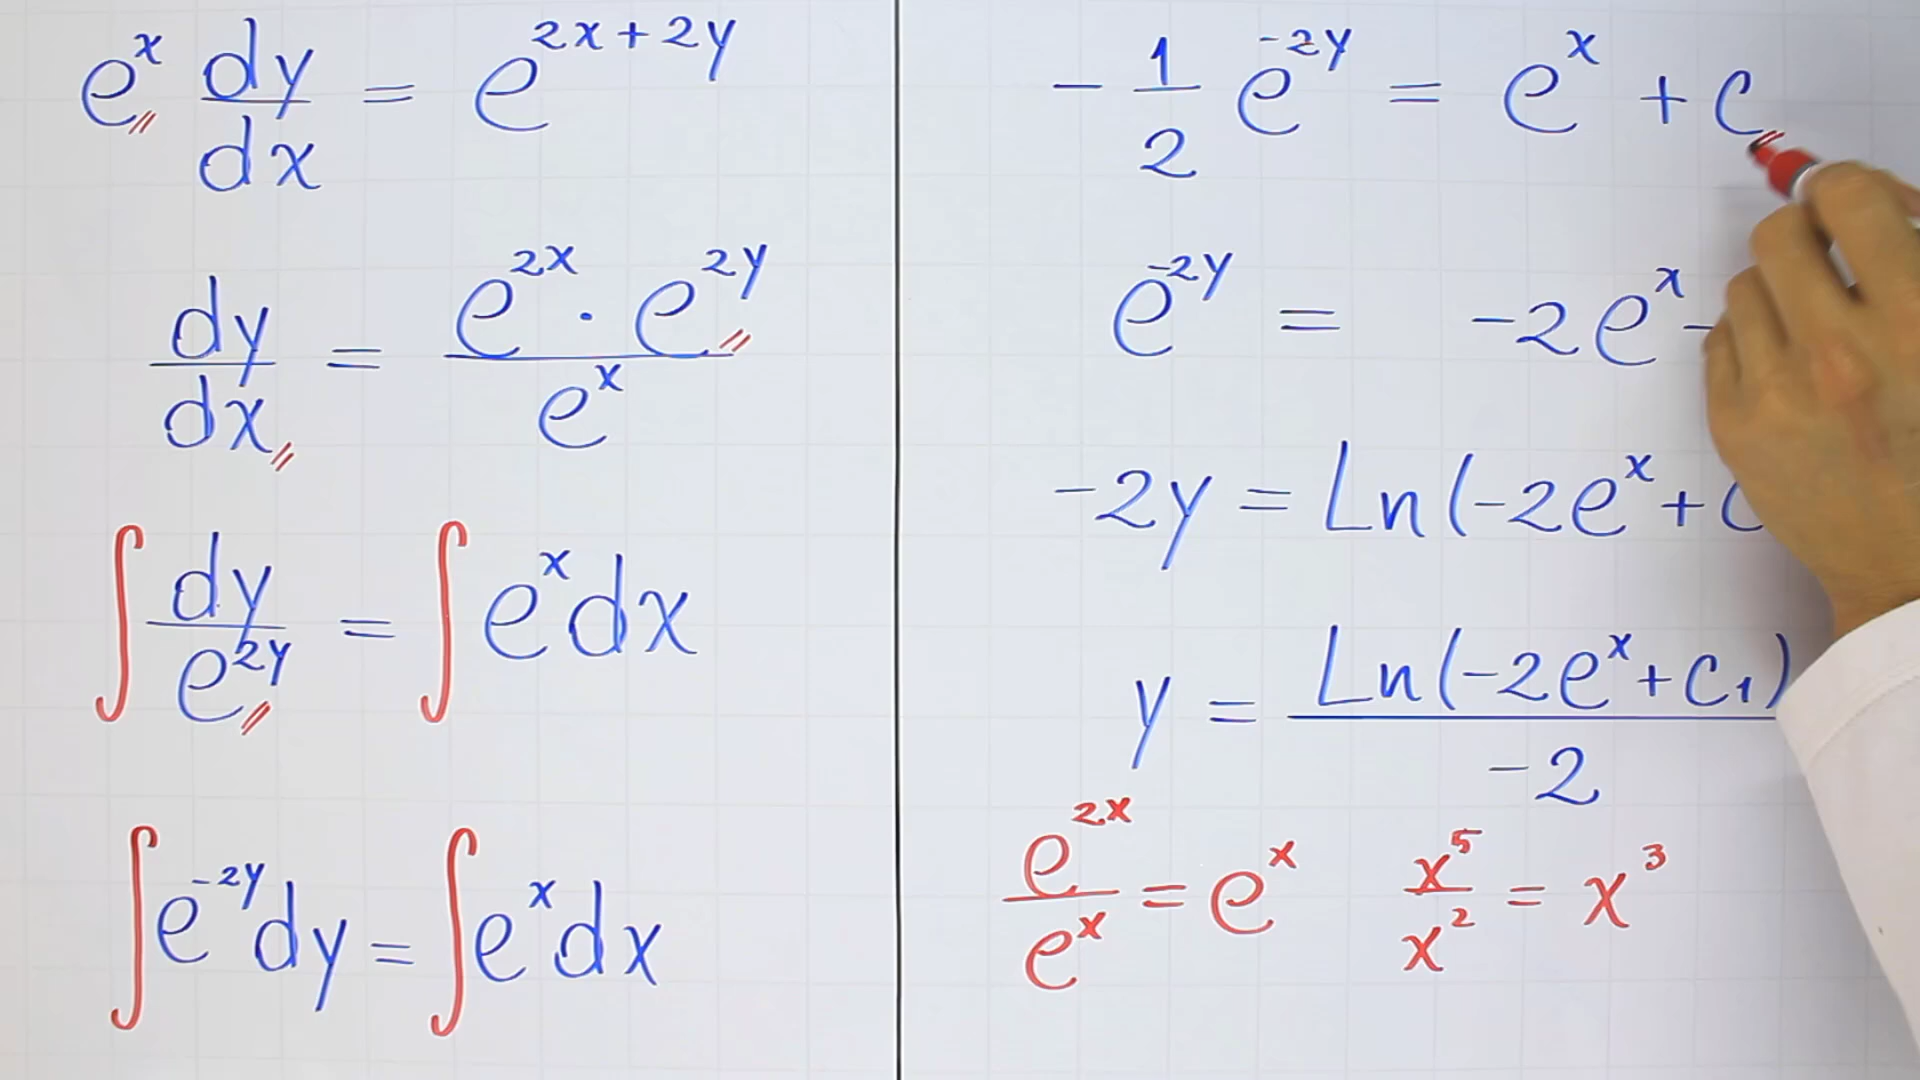 e^x dy/dx = e^(2x+2y)
dy/dx = (e^(2x) · e^(2y))/e^x
∫ dy/e^(2y) = ∫ e^x dx
∫ e^(-2y) dy = ∫ e^x dx
-1/2 e^(-2y) = e^x + c
e^(-2y) = -2e^x -
-2y = Ln(-2e^x + c
y = Ln(-2e^x + c₁)/-2
e^(2x)/e^x = e^x x^5/x^2 = x^3